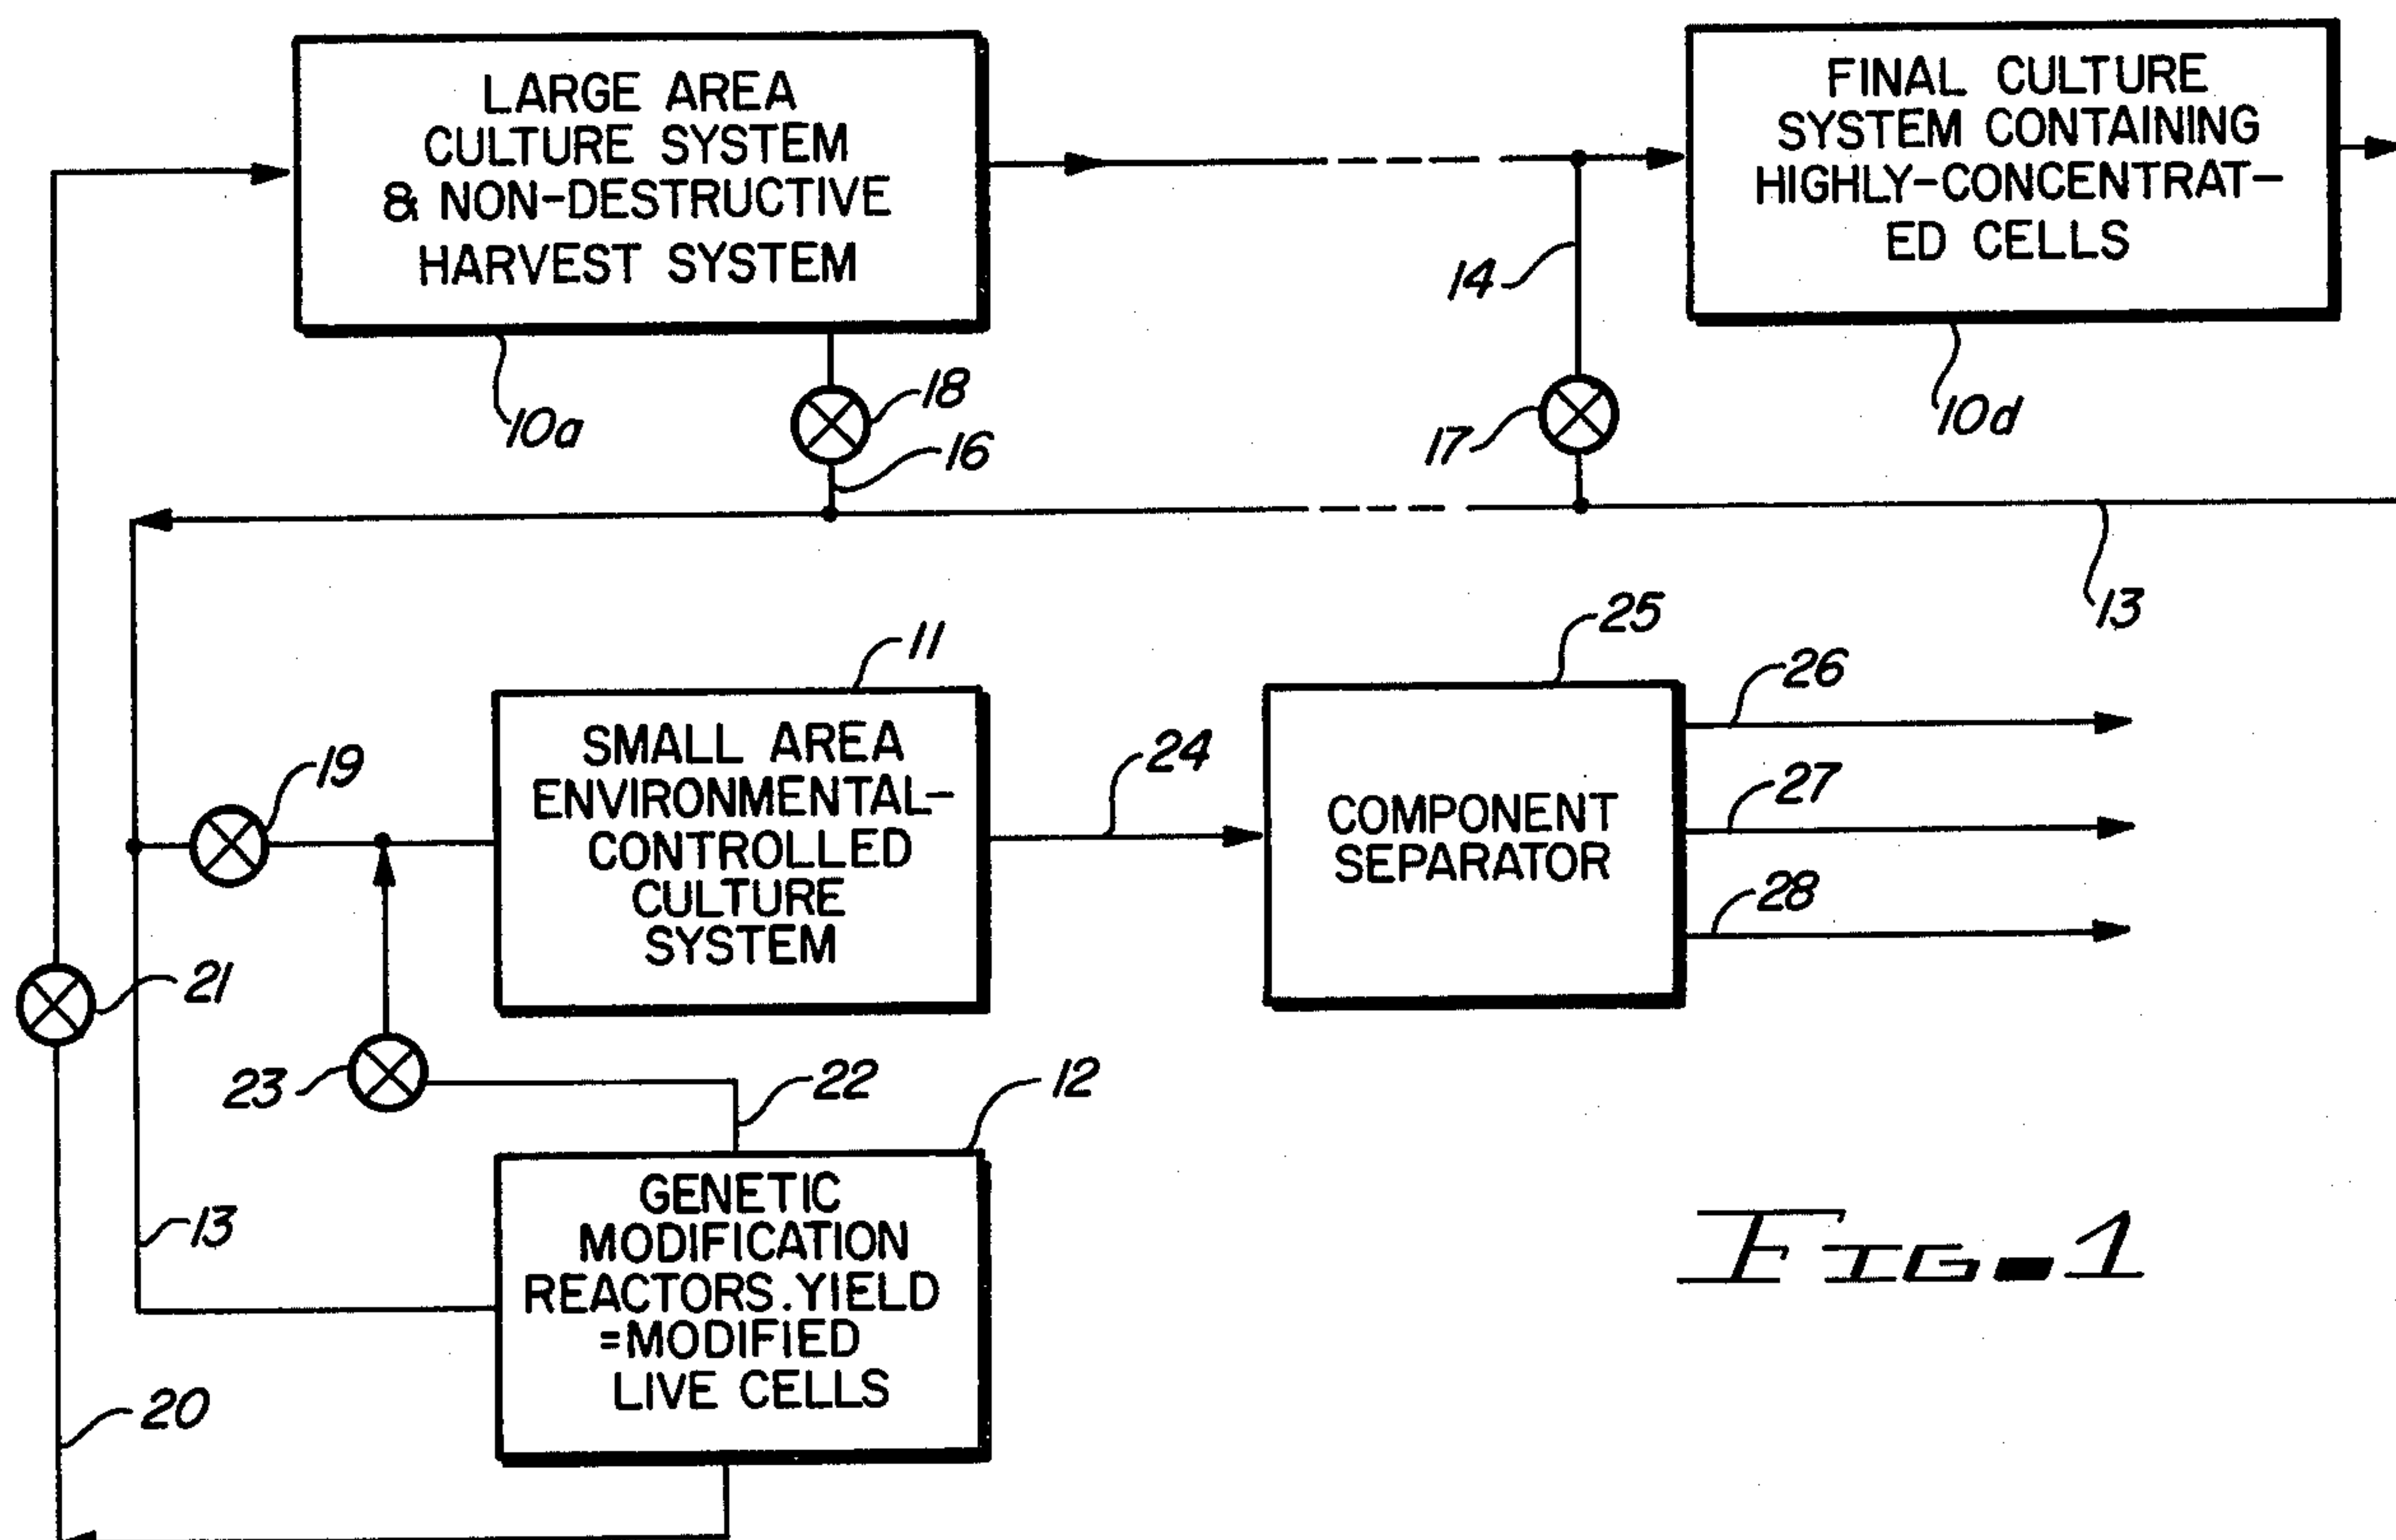 LARGE AREA
CULTURE SYSTEM
& NON-DESTRUCTIVE
HARVEST SYSTEM
FINAL CULTURE
SYSTEM CONTAINING
HIGHLY-CONCENTRAT-
ED CELLS
14
18
10a
17
10d
16
13
25
11
26
SMALL AREA
ENVIRONMENTAL-
CONTROLLED
CULTURE
SYSTEM
24
19
27
COMPONENT
SEPARATOR
28
21
23
22
12
GENETIC
MODIFICATION
REACTORS.YIELD
=MODIFIED
LIVE CELLS
13
20
FIG-1